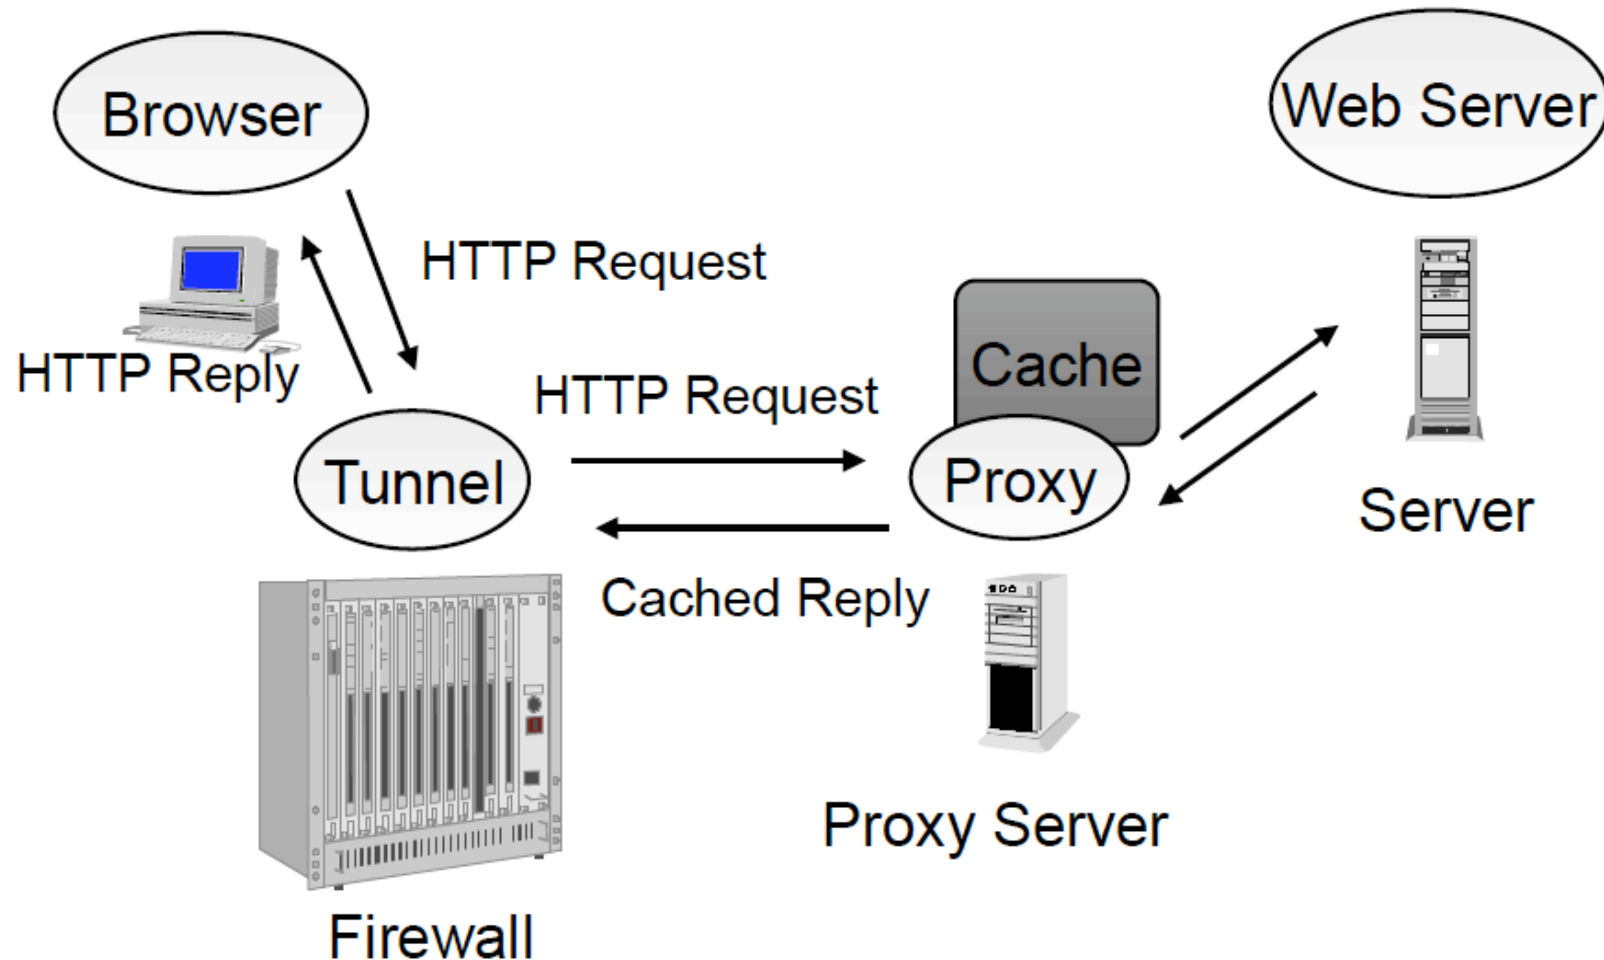 Browser
Web Server
HTTP Request
HTTP Reply
Cache
HTTP Request
Tunnel
Proxy
Server
Cached Reply
Proxy Server
Firewall